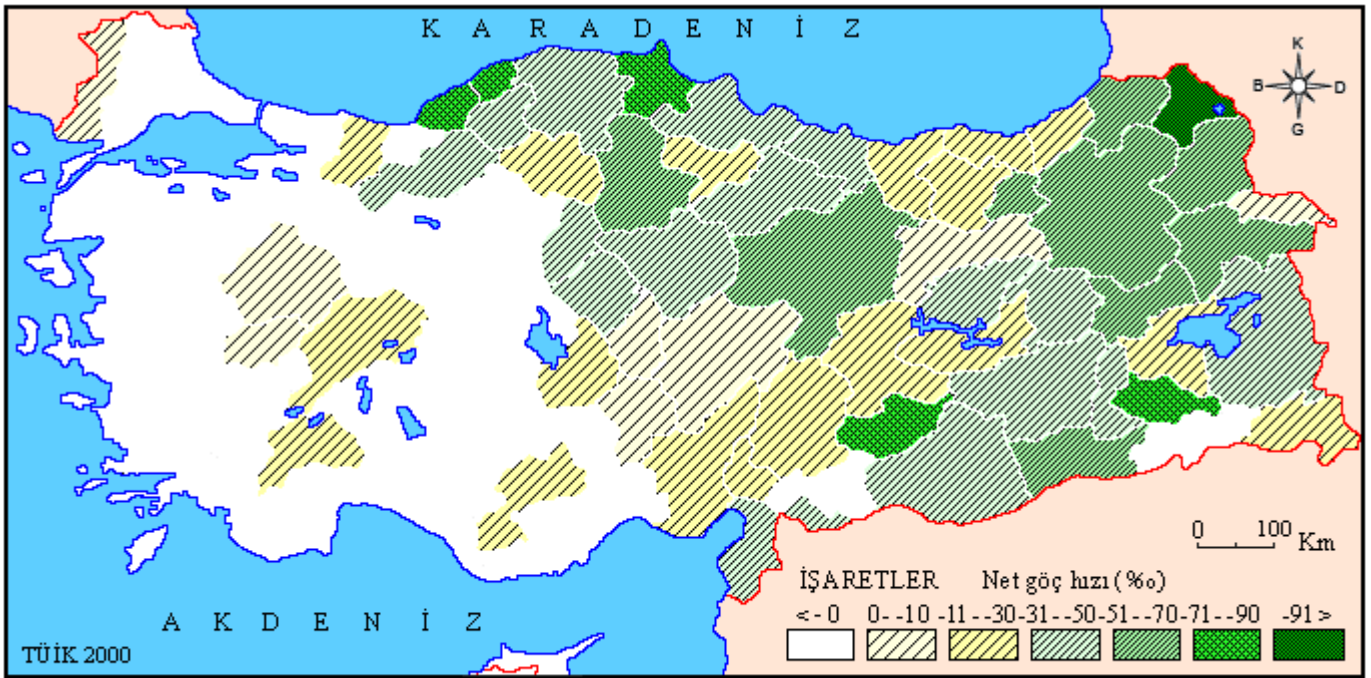 K A R A D E N İ Z
K
B D
G
0 100 Km
İŞARETLER Net göç hızı (‰)
<-0 0--10 -11--30-31--50-51--70-71--90 -91 >
A K D E N İ Z
TÜİK 2000